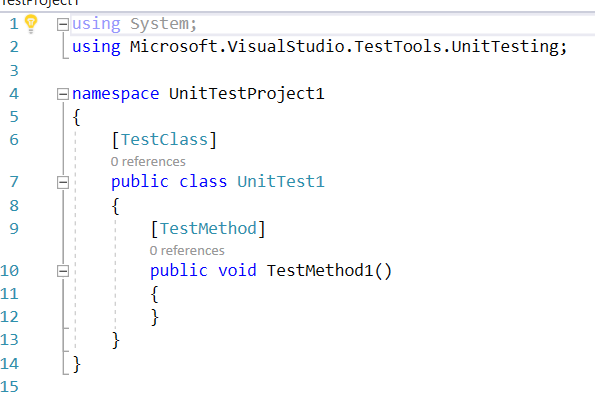 TestProject1
1 using System;
2 using Microsoft.VisualStudio.TestTools.UnitTesting;
3
4 namespace UnitTestProject1
5 {
6 [TestClass]
0 references
7 public class UnitTest1
8 {
9 [TestMethod]
0 references
10 public void TestMethod1()
11 {
12 }
13 }
14 }
15